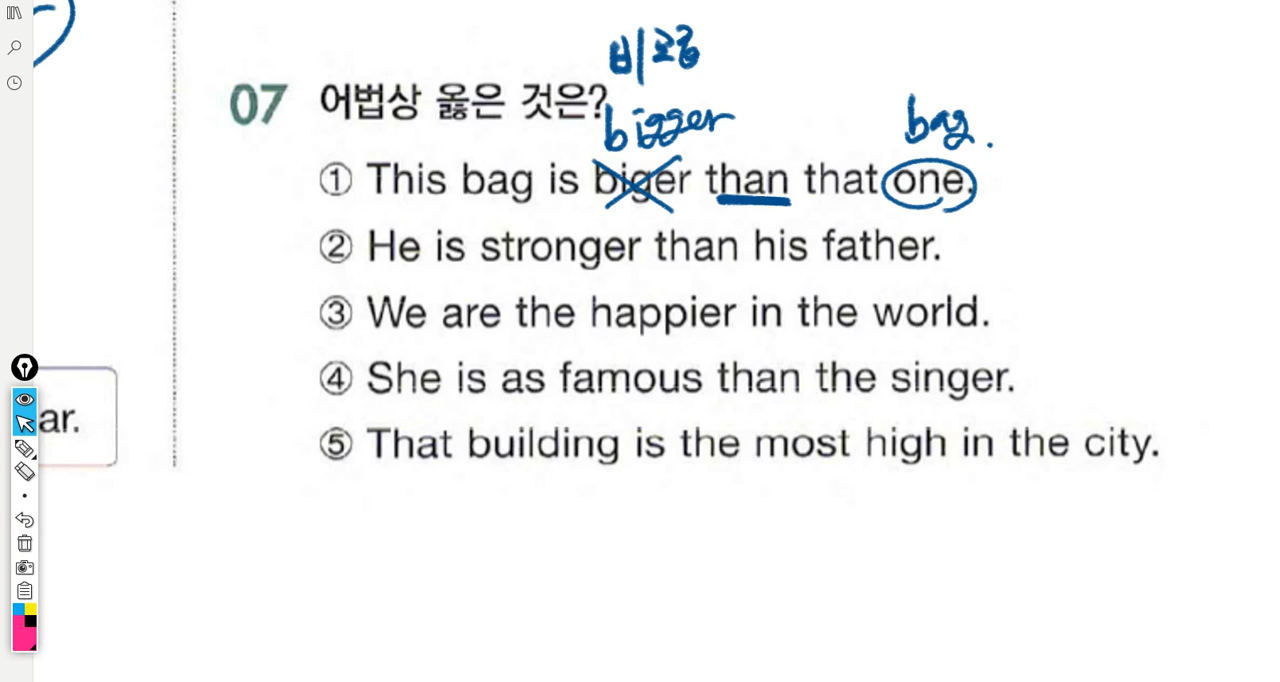 비교급
07 어법상 옳은 것은?
bigger
bag.
① This bag is biger than that one.
② He is stronger than his father.
③ We are the happier in the world.
④ She is as famous than the singer.
ar.
⑤ That building is the most high in the city.